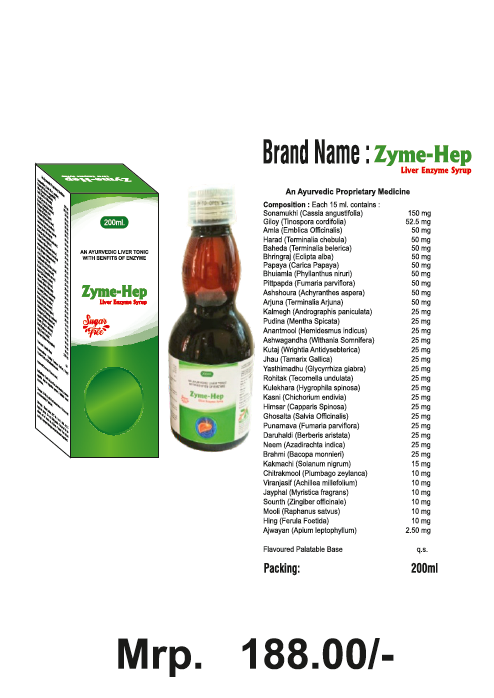 Brand Name : Zyme-Hep
Liver Enzyme Syrup
An Ayurvedic Proprietary Medicine
Composition : Each 15 ml. contains :
Sonamukhi (Cassia angustifolia) 150 mg
Giloy (Tinospora cordifolia) 52.5 mg
Amla (Emblica Officinalis) 50 mg
Harad (Terminalia chebula) 50 mg
Baheda (Terminalia belerica) 50 mg
Bhringraj (Eclipta alba) 50 mg
Papaya (Carica Papaya) 50 mg
Bhuiamla (Phyllanthus niruri) 50 mg
Pittpapda (Fumaria parviflora) 50 mg
Ashshoura (Achyranthes aspera) 50 mg
Arjuna (Terminalia Arjuna) 50 mg
Kalmegh (Andrographis paniculata) 25 mg
Pudina (Mentha Spicata) 25 mg
Anantmool (Hemidesmus indicus) 25 mg
Ashwagandha (Withania Somnifera) 25 mg
Kutaj (Wrightia Antidysebterica) 25 mg
Jhau (Tamarix Gallica) 25 mg
Yasthimadhu (Glycyrrhiza glabra) 25 mg
Rohitak (Tecomella undulata) 25 mg
Kulekhara (Hygrophila spinosa) 25 mg
Kasni (Chichorium endivia) 25 mg
Himsar (Capparis Spinosa) 25 mg
Ghosalta (Salvia Officinalis) 25 mg
Punarnava (Fumaria parviflora) 25 mg
Daruhaldi (Berberis aristata) 25 mg
Neem (Azadirachta indica) 25 mg
Brahmi (Bacopa monnieri) 25 mg
Kakmachi (Solanum nigrum) 15 mg
Chitrakmool (Plumbago zeylanca) 10 mg
Viranjasif (Achillea millefolium) 10 mg
Jayphal (Myristica fragrans) 10 mg
Sounth (Zingiber officinale) 10 mg
Mooli (Raphanus satvus) 10 mg
Hing (Ferula Foetida) 10 mg
Ajwayan (Apium leptophyllum) 2.50 mg
Flavoured Palatable Base q.s.
Packing: 200ml
Zyme-Hep
200ml.
AN AYURVEDIC LIVER TONIC
WITH BENFITS OF ENZYME
Zyme-Hep
Liver Enzyme Syrup
Sugar
Free
Zyme-Hep
Mrp. 188.00/-